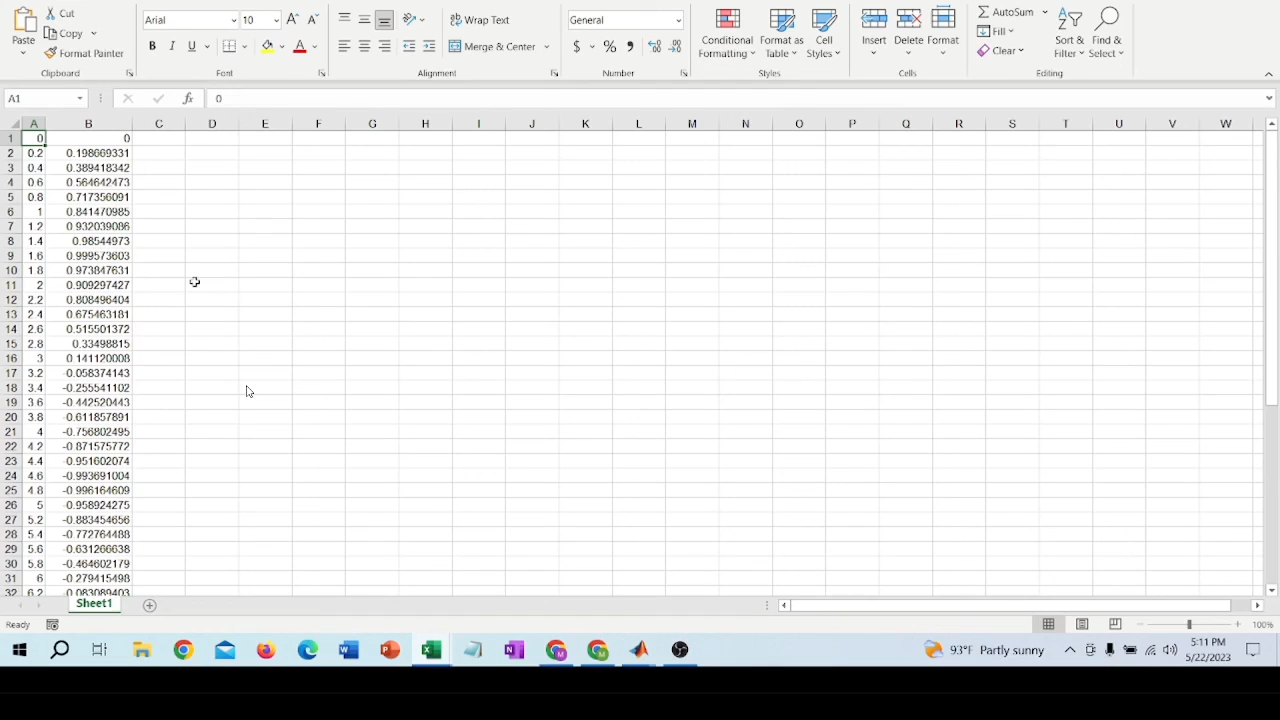 Cut
Copy
Format Painter
Paste
Clipboard
Arial
10
A A
B I U
A
Font
Wrap Text
Merge & Center
Alignment
General
$ % ,
Number
Conditional Formatting
Format as Table
Cell Styles
Styles
Insert
Delete
Format
Cells
AutoSum
Fill
Clear
Sort & Filter
Find & Select
Editing
A1
fx
0
A B C D E F G H I J K L M N O P Q R S T U V W
1 0 0
2 0.2 0.198669331
3 0.4 0.389418342
4 0.6 0.564642473
5 0.8 0.717356091
6 1 0.841470985
7 1.2 0.932039086
8 1.4 0.98544973
9 1.6 0.999573603
10 1.8 0.973847631
11 2 0.909297427
12 2.2 0.808496404
13 2.4 0.675463181
14 2.6 0.515501372
15 2.8 0.33498815
16 3 0.141120008
17 3.2 -0.058374143
18 3.4 -0.255541102
19 3.6 -0.442520443
20 3.8 -0.611857891
21 4 -0.756802495
22 4.2 -0.871575772
23 4.4 -0.951602074
24 4.6 -0.993691004
25 4.8 -0.996164609
26 5 -0.958924275
27 5.2 -0.883454656
28 5.4 -0.772764488
29 5.6 -0.631266638
30 5.8 -0.464602179
31 6 -0.279415498
32 6.2 -0.083089403
Sheet1
Ready
100%
93°F Partly sunny
5:11 PM
5/22/2023